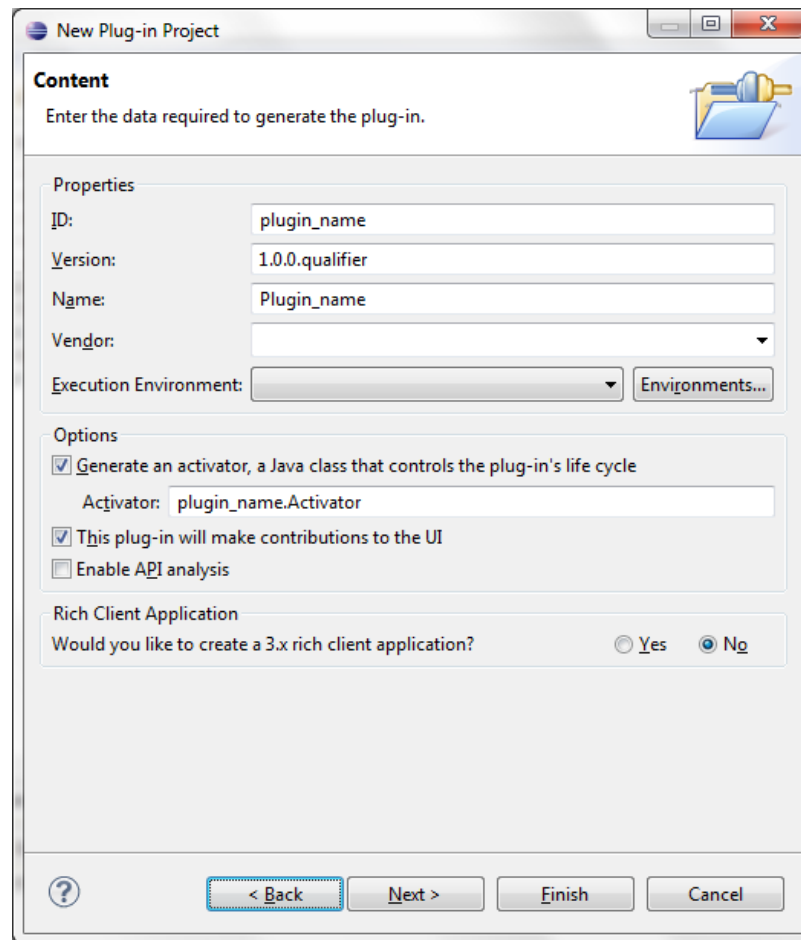 New Plug-in Project
Content
Enter the data required to generate the plug-in.
Properties
ID: plugin_name
Version: 1.0.0.qualifier
Name: Plugin_name
Vendor:
Execution Environment: Environments...
Options
Generate an activator, a Java class that controls the plug-in's life cycle
Activator: plugin_name.Activator
This plug-in will make contributions to the UI
Enable API analysis
Rich Client Application
Would you like to create a 3.x rich client application? Yes No
? < Back Next > Finish Cancel